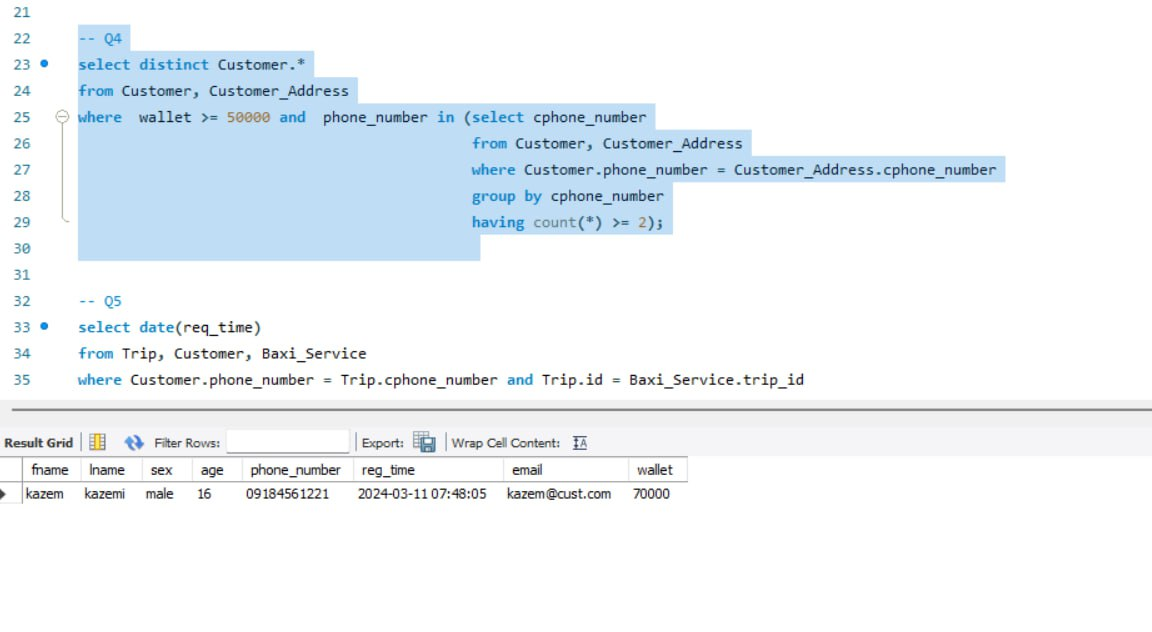 21
22 -- Q4
23 select distinct Customer.*
24 from Customer, Customer_Address
25 where wallet >= 50000 and phone_number in (select cphone_number
26 from Customer, Customer_Address
27 where Customer.phone_number = Customer_Address.cphone_number
28 group by cphone_number
29 having count(*) >= 2);
30
31
32 -- Q5
33 select date(req_time)
34 from Trip, Customer, Baxi_Service
35 where Customer.phone_number = Trip.cphone_number and Trip.id = Baxi_Service.trip_id
Result Grid Filter Rows: Export: Wrap Cell Content: IA
fname lname sex age phone_number reg_time email wallet
kazem kazemi male 16 09184561221 2024-03-11 07:48:05 kazem@cust.com 70000